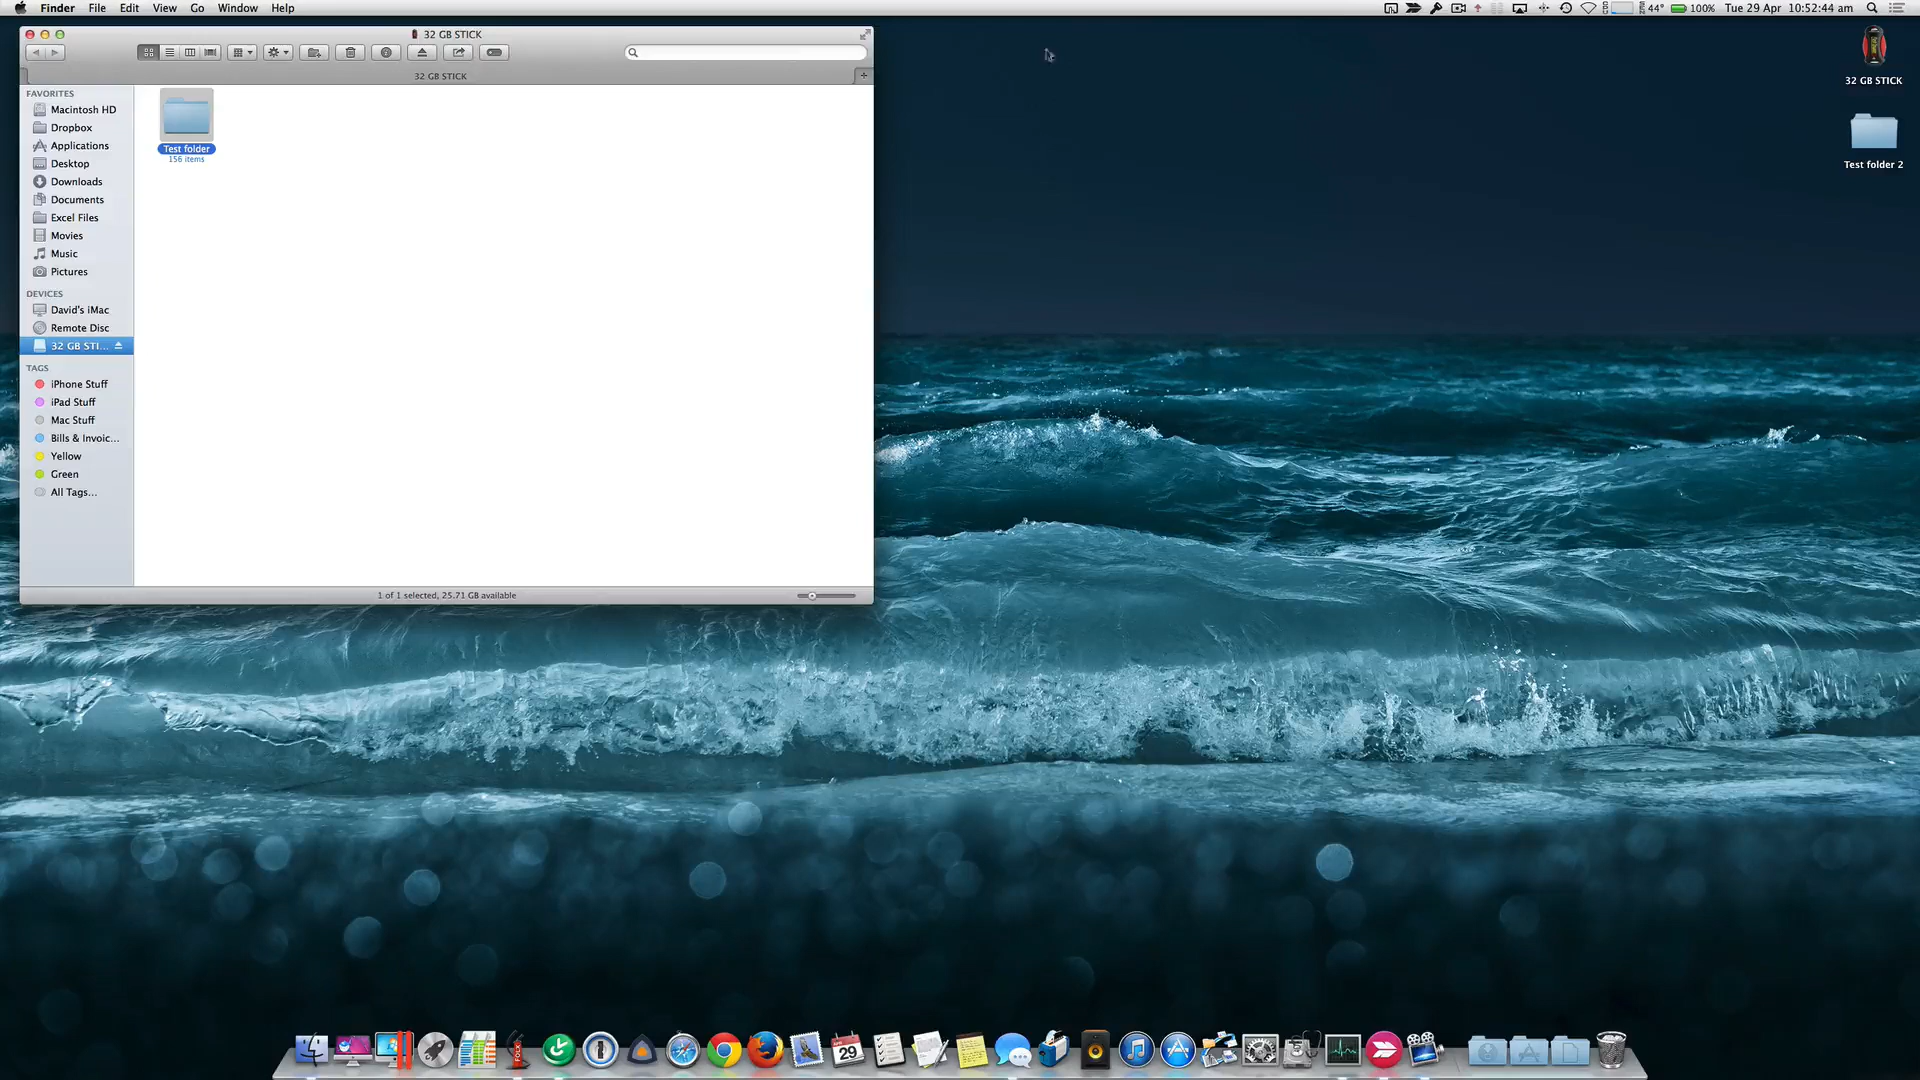 Finder File Edit View Go Window Help
44° 100% Tue 29 Apr 10:52:44 am
32 GB STICK
32 GB STICK
FAVORITES
Macintosh HD
Dropbox
Applications
Desktop
Downloads
Documents
Excel Files
Movies
Music
Pictures
DEVICES
David's iMac
Remote Disc
32 GB STI...
TAGS
iPhone Stuff
iPad Stuff
Mac Stuff
Bills & Invoic...
Yellow
Green
All Tags...
Test folder
156 items
1 of 1 selected, 25.71 GB available
32 GB STICK
Test folder 2
FOLX
29